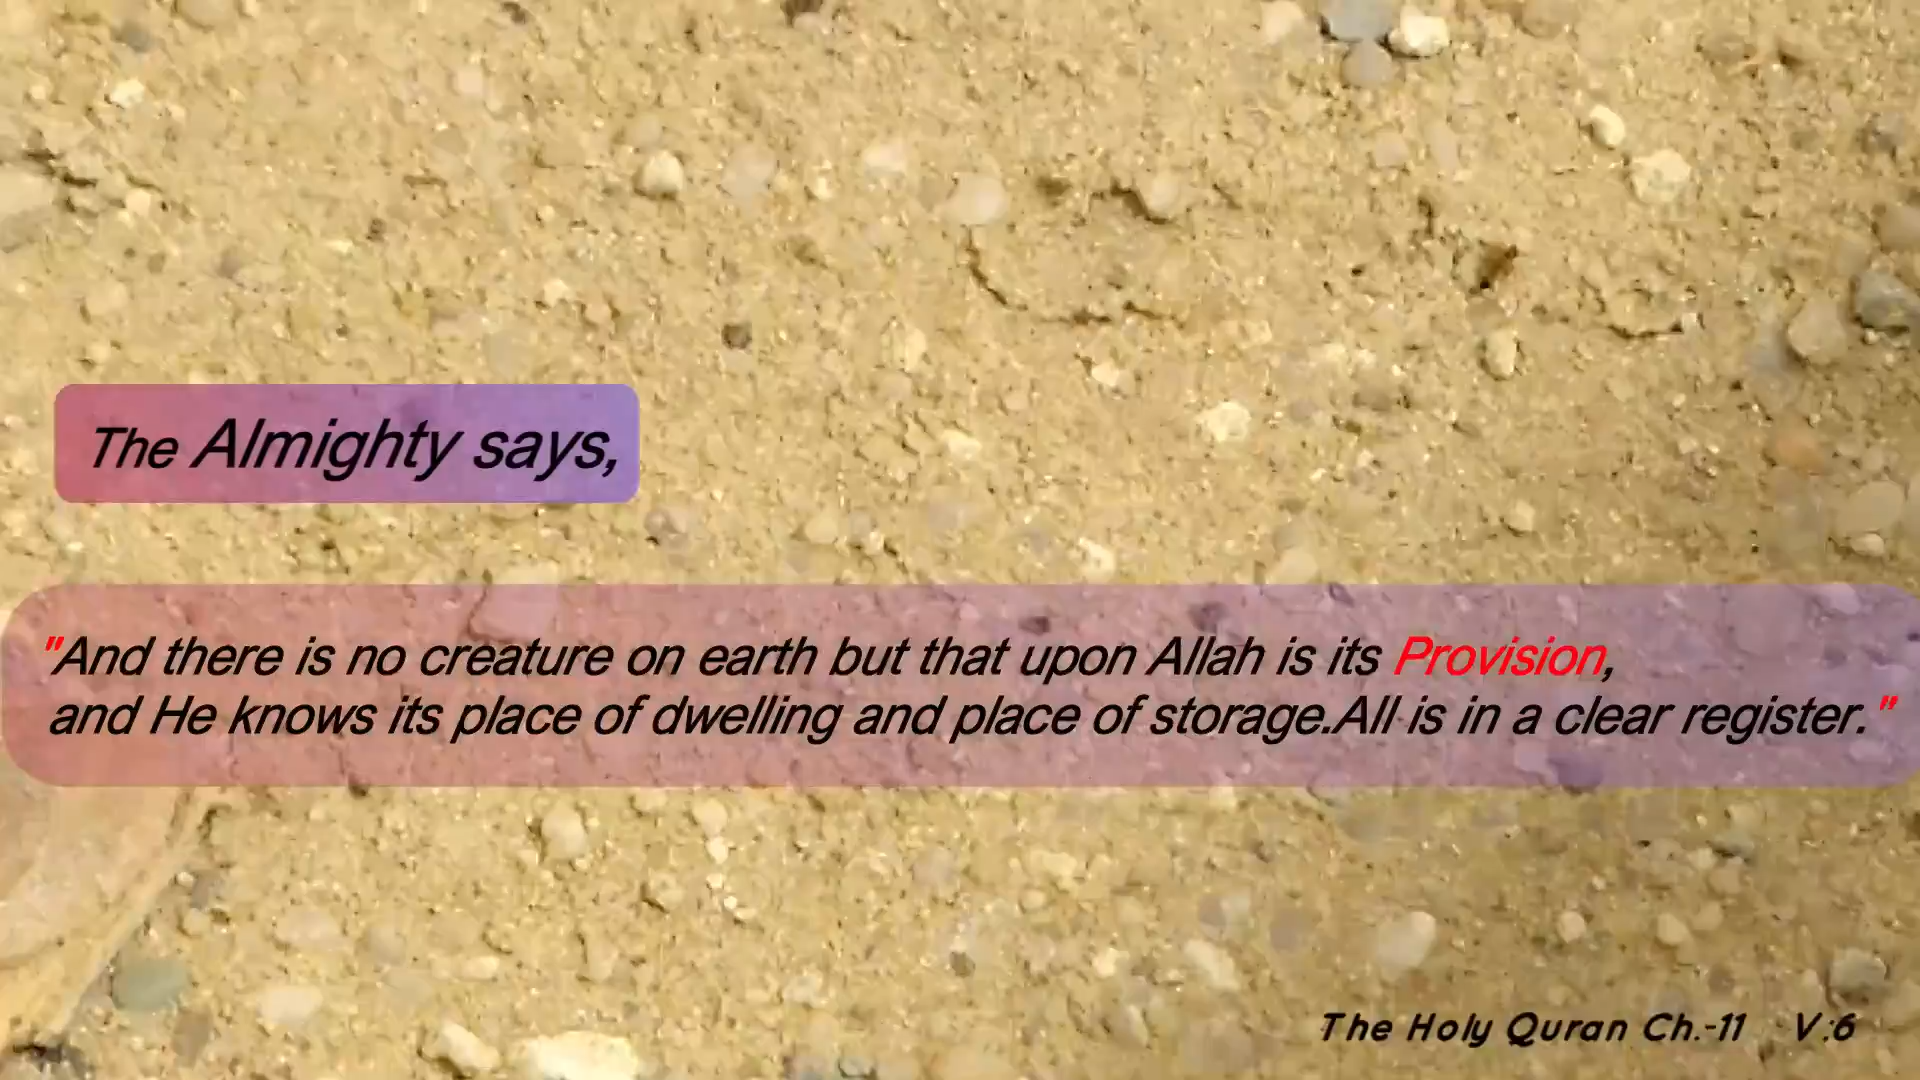 The Almighty says,
"And there is no creature on earth but that upon Allah is its Provision,
and He knows its place of dwelling and place of storage.All is in a clear register."
The Holy Quran Ch.-11 V.:6